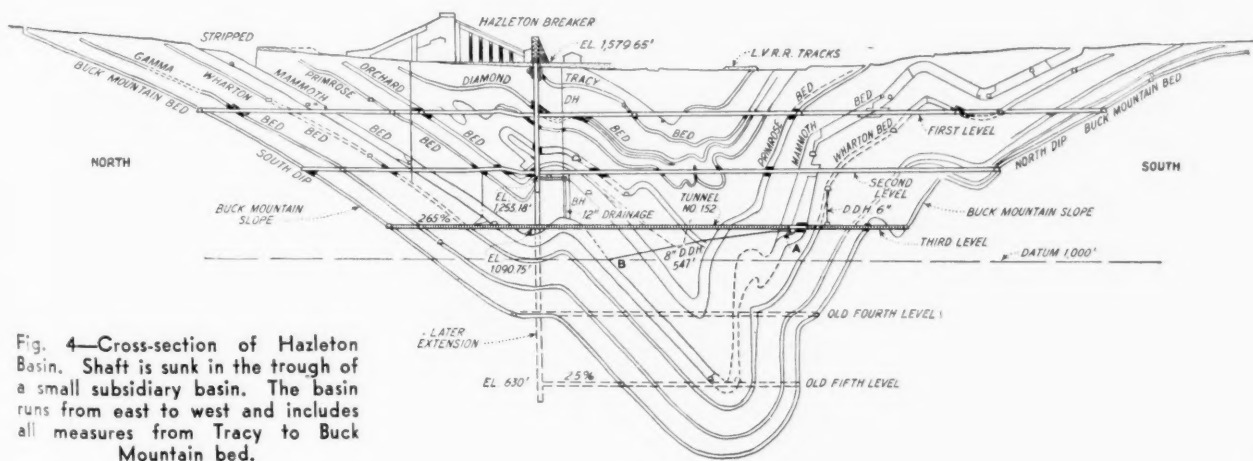 HAZLETON BREAKER
EL. 1,579.65'
STRIPPED
L.V.R.R. TRACKS
GAMMA
WHARTON
MAMMOTH
PRIMROSE
ORCHARD
DIAMOND
TRACY
BUCK MOUNTAIN BED
BED
BED
BED
BED
BED
BED
BED
D.H.
PRIMROSE BED
MAMMOTH BED
WHARTON BED
BUCK MOUNTAIN BED
FIRST LEVEL
NORTH
SOUTH
SOUTH DIP
NORTH DIP
SECOND LEVEL
EL. 1,253.18'
B.H.
TUNNEL NO. 152
D.D.H. 6"
BUCK MOUNTAIN SLOPE
BUCK MOUNTAIN SLOPE
.265%
12" DRAINAGE
THIRD LEVEL
A
B
8" D.D.H.
547'
EL. 1090.75'
DATUM 1,000'
OLD FOURTH LEVEL
LATER EXTENSION
EL. 630'
2.5%
OLD FIFTH LEVEL
Fig. 4—Cross-section of Hazleton
Basin. Shaft is sunk in the trough of
a small subsidiary basin. The basin
runs from east to west and includes
all measures from Tracy to Buck
Mountain bed.